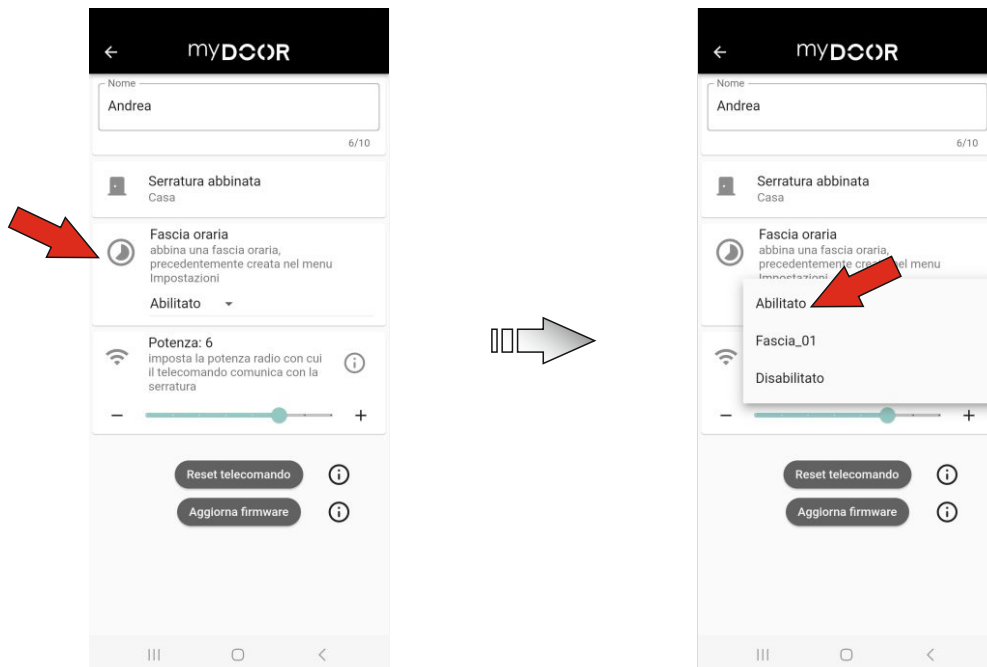 myDOOR
Nome
Andrea
6/10
Serratura abbinata
Casa
Fascia oraria
abbina una fascia oraria,
precedentemente creata nel menu
Impostazioni
Abilitato
Potenza: 6
imposta la potenza radio con cui
il telecomando comunica con la
serratura
Reset telecomando
Aggiorna firmware
myDOOR
Nome
Andrea
6/10
Serratura abbinata
Casa
Fascia oraria
abbina una fascia oraria,
precedentemente nel menu
Impostazioni
Abilitato
Fascia_01
Disabilitato
Reset telecomando
Aggiorna firmware